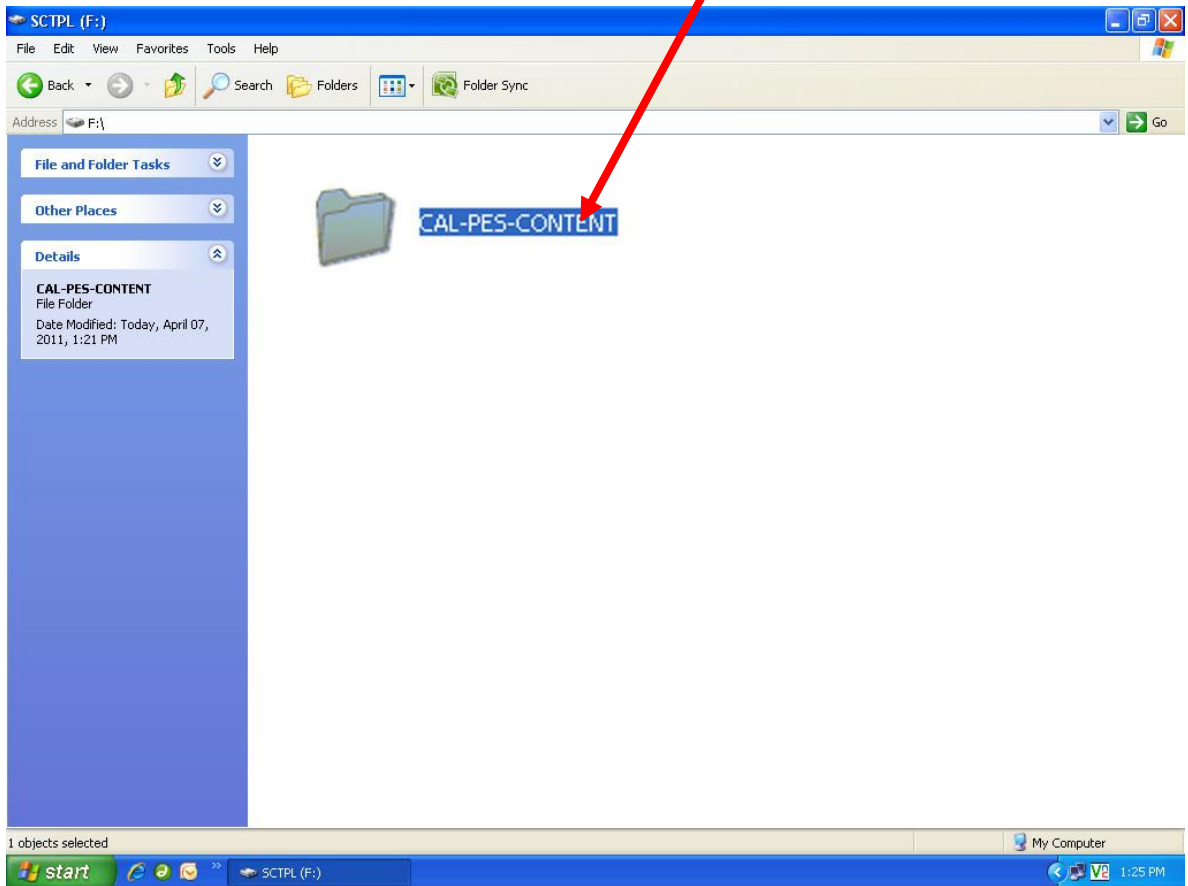 SCTPL (F:)
File Edit View Favorites Tools Help
Back Search Folders Folder Sync
Address F:\ Go
File and Folder Tasks
Other Places
Details
CAL-PES-CONTENT
File Folder
Date Modified: Today, April 07,
2011, 1:21 PM
CAL-PES-CONTENT
1 objects selected My Computer
start SCTPL (F:) V2 1:25 PM